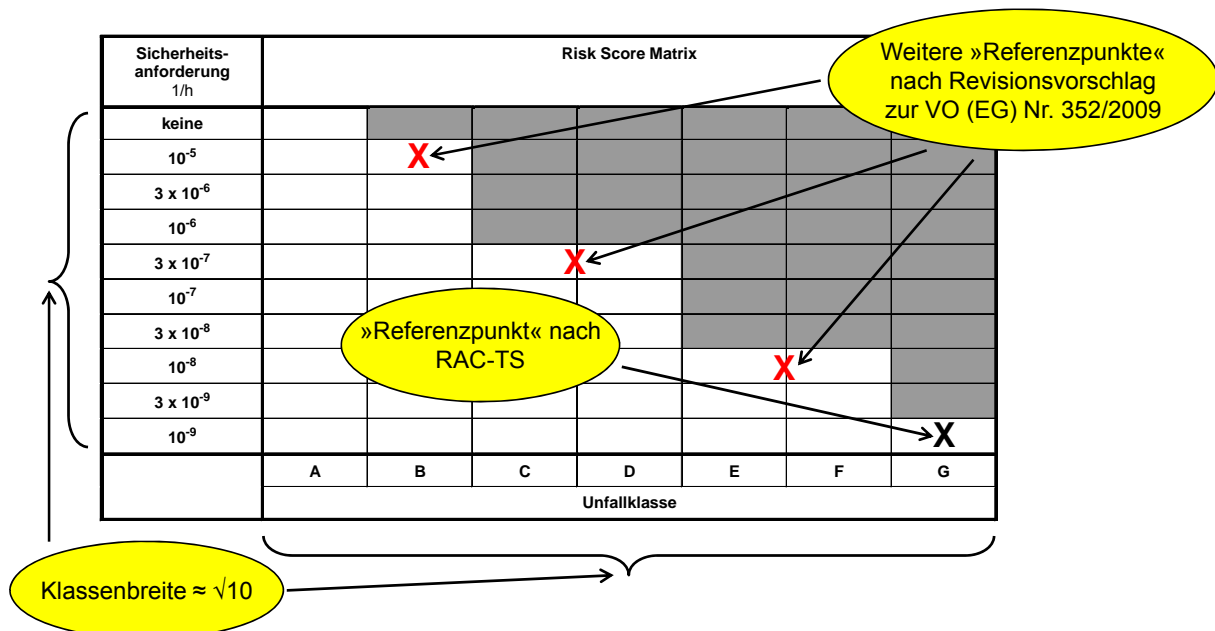 Sicherheits-
anforderung
1/h
Risk Score Matrix
Weitere »Referenzpunkte«
nach Revisionsvorschlag
zur VO (EG) Nr. 352/2009
keine
10⁻⁵
X
3 x 10⁻⁶
10⁻⁶
3 x 10⁻⁷
X
10⁻⁷
3 x 10⁻⁸
»Referenzpunkt« nach
RAC-TS
10⁻⁸
X
3 x 10⁻⁹
10⁻⁹
X
A B C D E F G
Unfallklasse
Klassenbreite ≈ √10